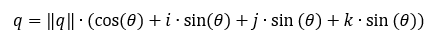 q = ‖q‖ · (cos(θ) + i · sin(θ) + j · sin (θ) + k · sin (θ))